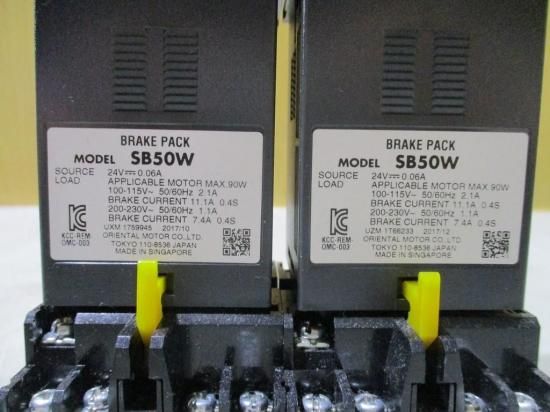 BRAKE PACK
MODEL SB50W
SOURCE 24V⎓ 0.06A
LOAD APPLICABLE MOTOR MAX.90W
100-115V~ 50/60Hz 2.1A
BRAKE CURRENT 11.1A 0.4S
200-230V~ 50/60Hz 1.1A
BRAKE CURRENT 7.4A 0.4S
UXM 1759945 2017/10
KCC-REM-
OMC-003
ORIENTAL MOTOR CO.,LTD.
TOKYO 110-8536 JAPAN
MADE IN SINGAPORE
BRAKE PACK
MODEL SB50W
SOURCE 24V⎓ 0.06A
LOAD APPLICABLE MOTOR MAX.90W
100-115V~ 50/60Hz 2.1A
BRAKE CURRENT 11.1A 0.4S
200-230V~ 50/60Hz 1.1A
BRAKE CURRENT 7.4A 0.4S
UZM 1766233 2017/12
KCC-REM-
OMC-003
ORIENTAL MOTOR CO.,LTD.
TOKYO 110-8536 JAPAN
MADE IN SINGAPORE